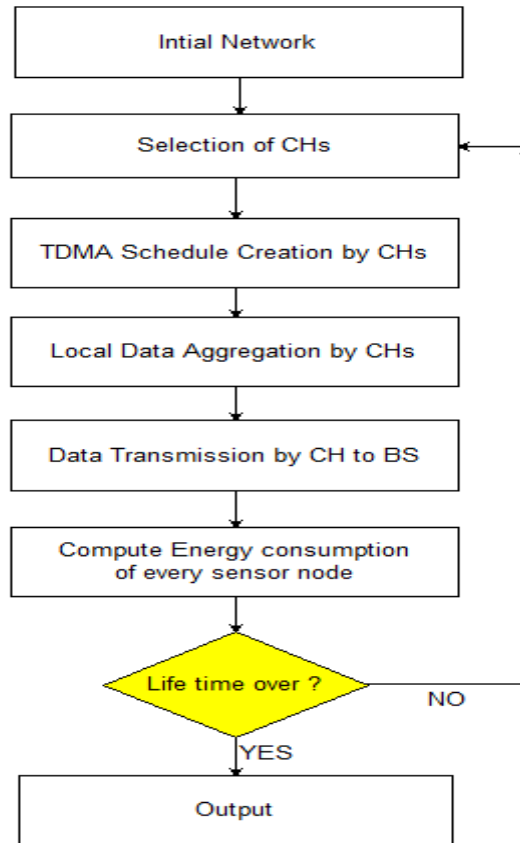 Intial Network
Selection of CHs
TDMA Schedule Creation by CHs
Local Data Aggregation by CHs
Data Transmission by CH to BS
Compute Energy consumption
of every sensor node
Life time over ?
NO
YES
Output